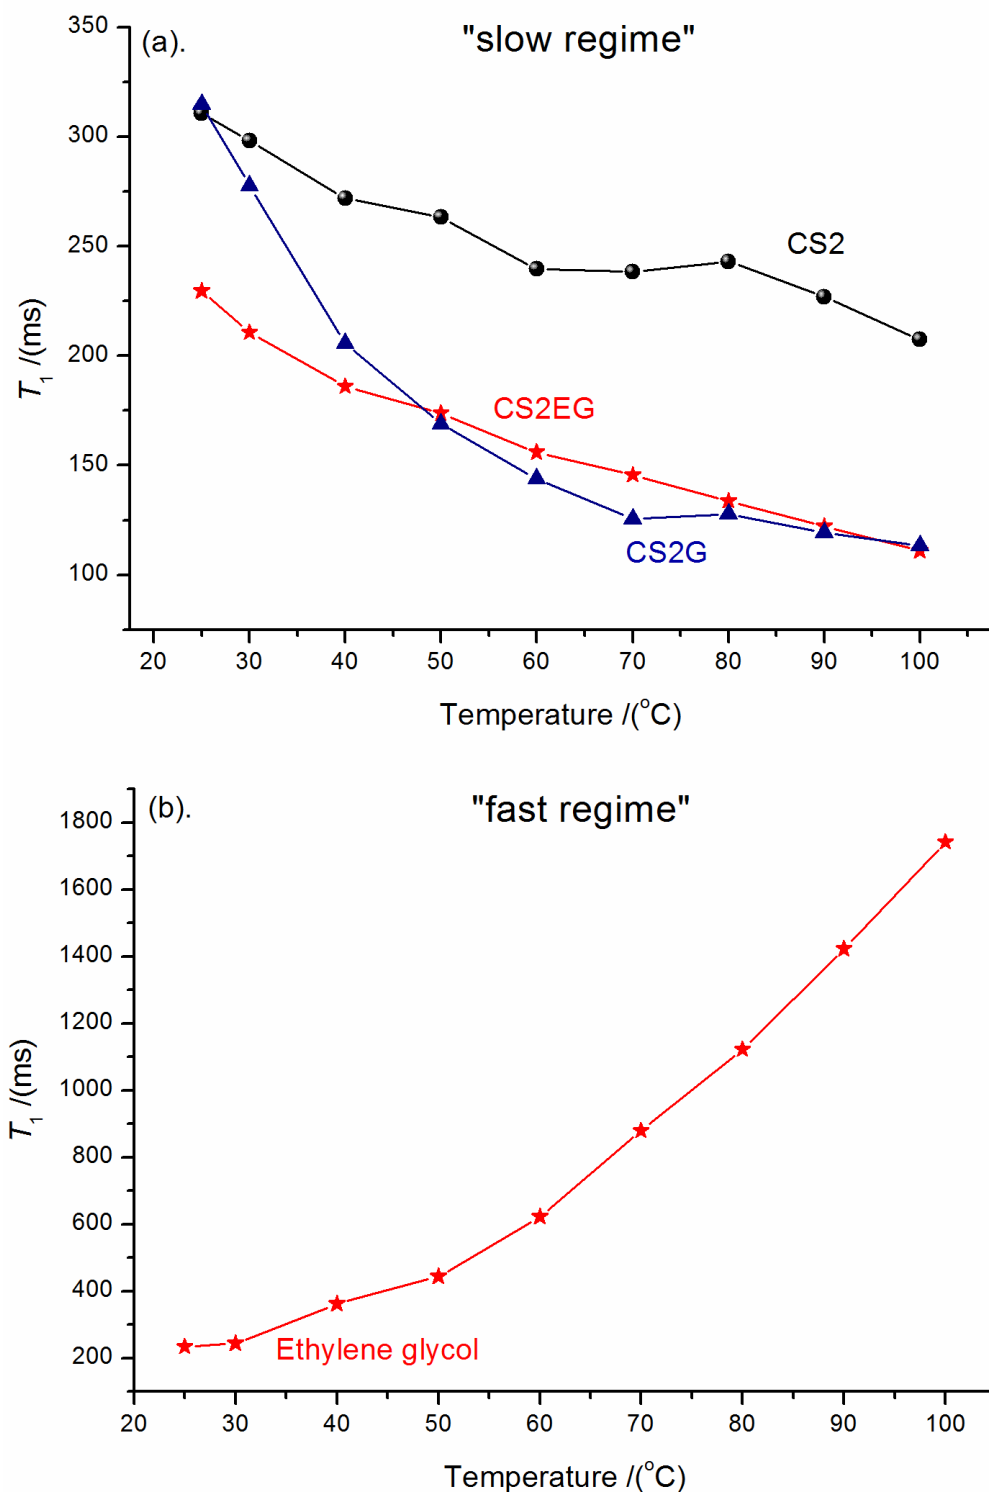 (a).
"slow regime"
350
300
250
200
150
100
T1 /(ms)
CS2
CS2EG
CS2G
20 30 40 50 60 70 80 90 100
Temperature /(oC)
(b).
"fast regime"
1800
1600
1400
1200
1000
800
600
400
200
T1 /(ms)
Ethylene glycol
20 30 40 50 60 70 80 90 100
Temperature /(oC)